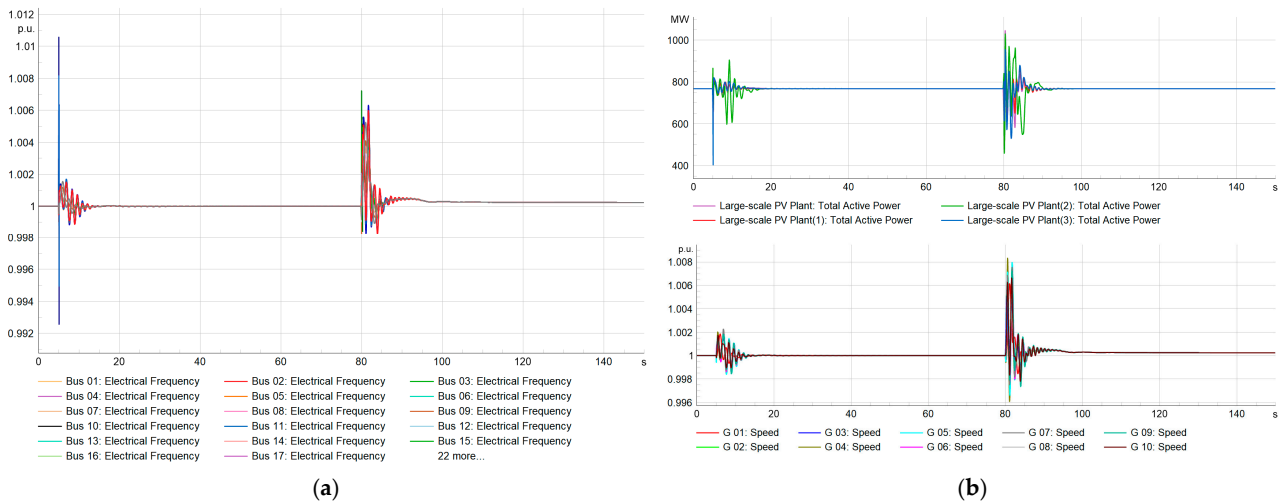 1.012
p.u.
1.01
1.008
1.006
1.004
1.002
1
0.998
0.996
0.994
0.992
0 20 40 60 80 100 120 140 s
Bus 01: Electrical Frequency Bus 02: Electrical Frequency Bus 03: Electrical Frequency
Bus 04: Electrical Frequency Bus 05: Electrical Frequency Bus 06: Electrical Frequency
Bus 07: Electrical Frequency Bus 08: Electrical Frequency Bus 09: Electrical Frequency
Bus 10: Electrical Frequency Bus 11: Electrical Frequency Bus 12: Electrical Frequency
Bus 13: Electrical Frequency Bus 14: Electrical Frequency Bus 15: Electrical Frequency
Bus 16: Electrical Frequency Bus 17: Electrical Frequency 22 more...
(a)
MW
1000
800
600
400
0 20 40 60 80 100 120 140 s
Large-scale PV Plant: Total Active Power Large-scale PV Plant(2): Total Active Power
Large-scale PV Plant(1): Total Active Power Large-scale PV Plant(3): Total Active Power
p.u.
1.008
1.006
1.004
1.002
1
0.998
0.996
0 20 40 60 80 100 120 140 s
G 01: Speed G 03: Speed G 05: Speed G 07: Speed G 09: Speed
G 02: Speed G 04: Speed G 06: Speed G 08: Speed G 10: Speed
(b)